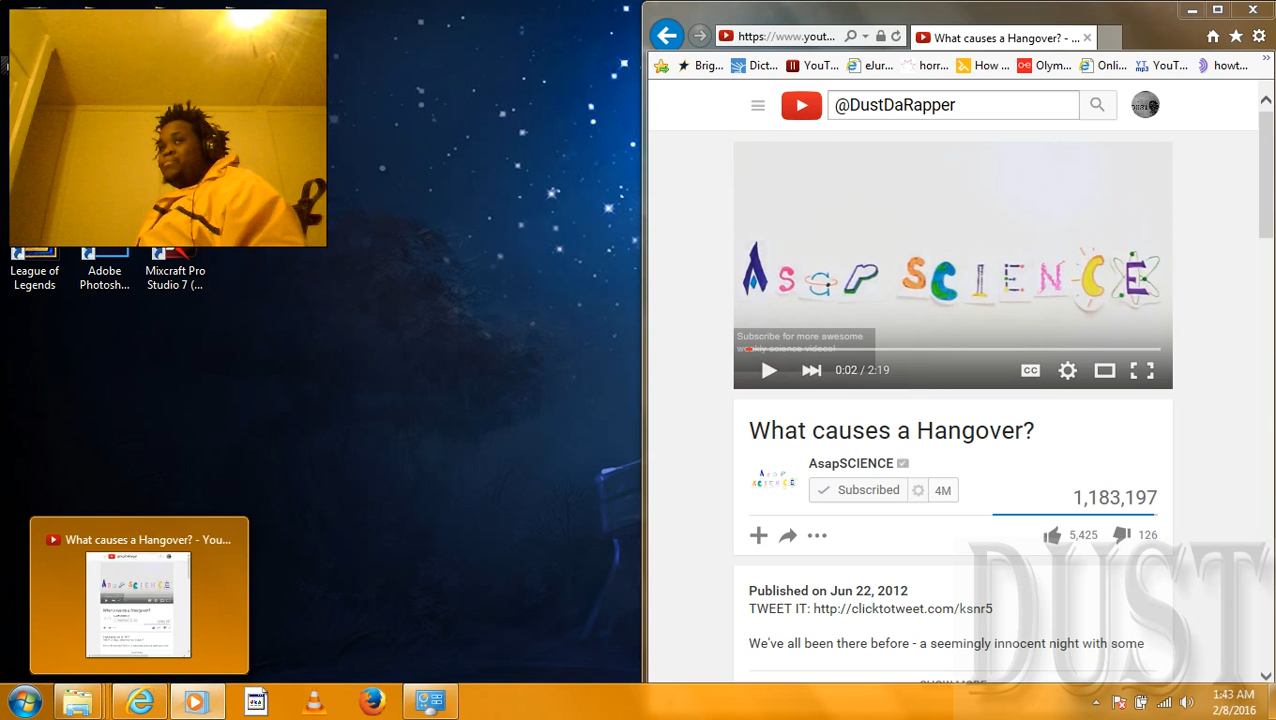 League of
Legends
Adobe
Photosh...
Mixcraft Pro
Studio 7 (...
What causes a Hangover? - You...
https://www.yout...
What causes a Hangover? - ...
Brig...
Dict...
YouT...
eJur...
horr...
How ...
Olym...
Onli...
YouT...
howt...
@DustDaRapper
Asap SCIENCE
Subscribe for more awesome
weekly science videos!
0:02 / 2:19
CC
What causes a Hangover?
AsapSCIENCE
Subscribed
4M
1,183,197
5,425
126
Published on Jun 22, 2012
TWEET IT: http://clicktotweet.com/ksnr3
We've all been there before - a seemingly innocent night with some
SHOW MORE
DUST
1:43 AM
2/8/2016